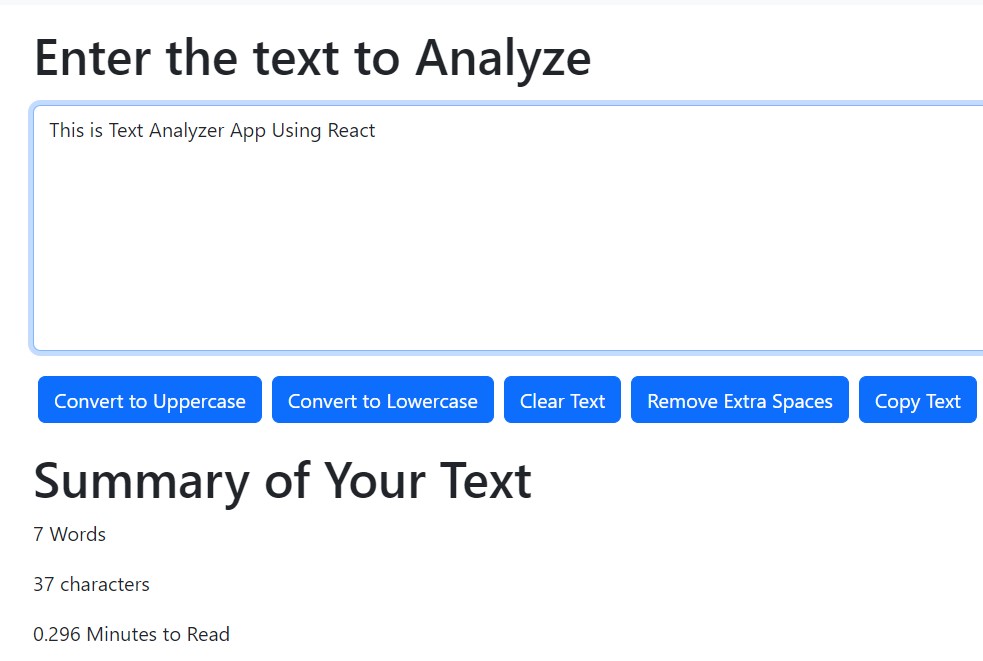 Enter the text to Analyze
This is Text Analyzer App Using React
Convert to Uppercase Convert to Lowercase Clear Text Remove Extra Spaces Copy Text
Summary of Your Text
7 Words
37 characters
0.296 Minutes to Read